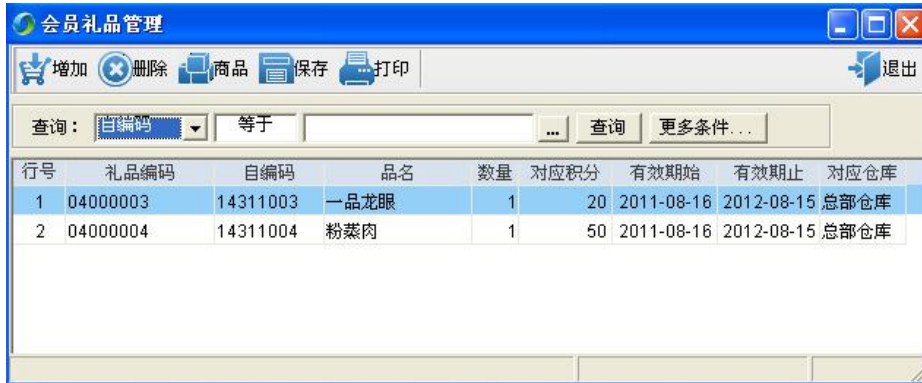 会员礼品管理
增加 删除 商品 保存 打印 退出
查询： 自编码 等于 ... 查询 更多条件...
行号 礼品编码 自编码 品名 数量 对应积分 有效期始 有效期止 对应仓库
1 04000003 14311003 一品龙眼 1 20 2011-08-16 2012-08-15 总部仓库
2 04000004 14311004 粉蒸肉 1 50 2011-08-16 2012-08-15 总部仓库